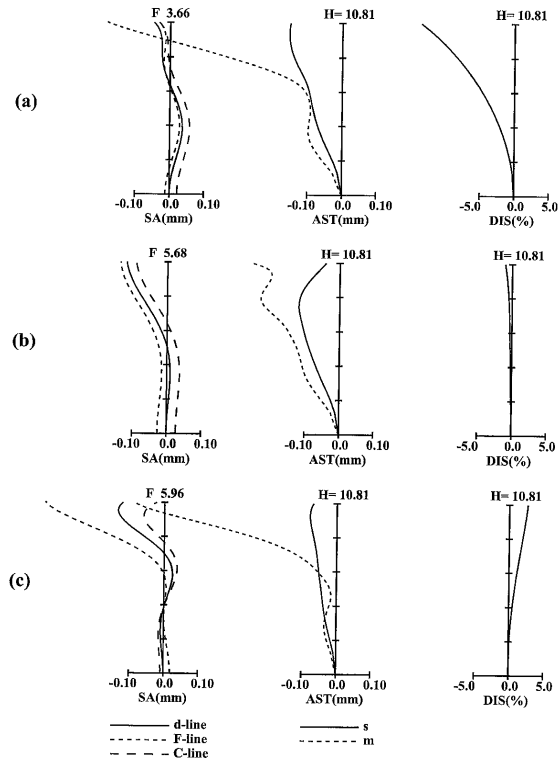 F 3.66 H= 10.81 H= 10.81
(a)
-0.10 0.0 0.10 -0.10 0.0 0.10 -5.0 0.0 5.0
SA(mm) AST(mm) DIS(%)
F 5.68 H= 10.81 H= 10.81
(b)
-0.10 0.0 0.10 -0.10 0.0 0.10 -5.0 0.0 5.0
SA(mm) AST(mm) DIS(%)
F 5.96 H= 10.81 H= 10.81
(c)
-0.10 0.0 0.10 -0.10 0.0 0.10 -5.0 0.0 5.0
SA(mm) AST(mm) DIS(%)
d-line s
F-line m
C-line